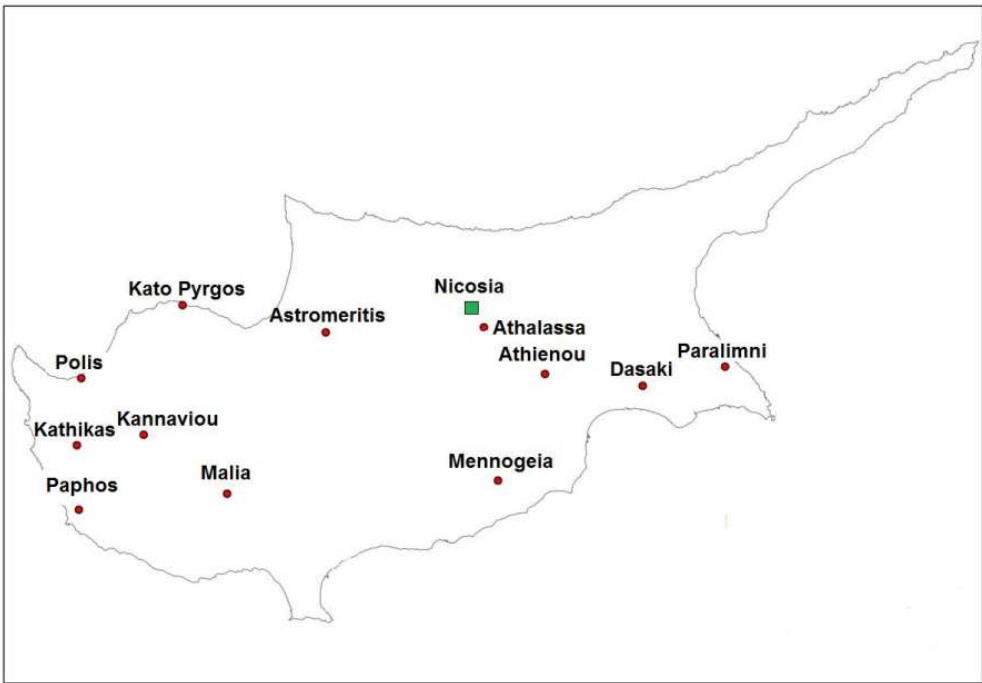 Nicosia
Kato Pyrgos
Astromeritis
Athalassa
Athienou
Paralimni
Polis
Dasaki
Kannaviou
Kathikas
Mennogeia
Malia
Paphos